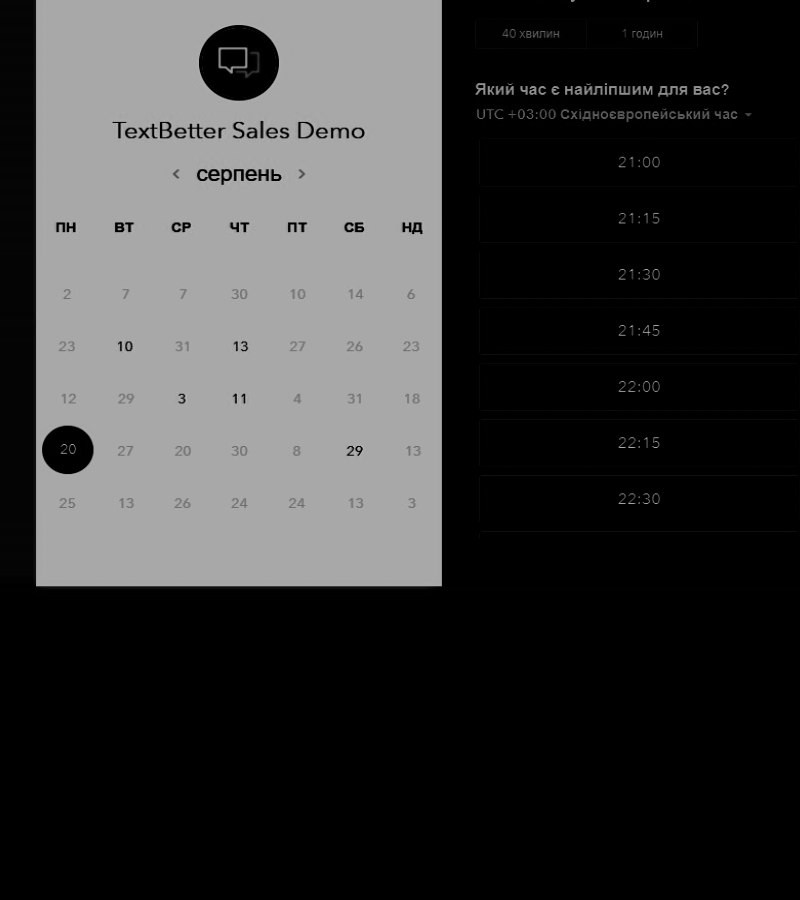 TextBetter Sales Demo
серпень
ПН ВТ СР ЧТ ПТ СБ НД
2 7 7 30 10 14 6
23 10 31 13 27 26 23
12 29 3 11 4 31 18
20 27 20 30 8 29 13
25 13 26 24 24 13 3
40 хвилин 1 годин
Який час є найліпшим для вас?
UTC +03:00 Східноєвропейський час
21:00
21:15
21:30
21:45
22:00
22:15
22:30